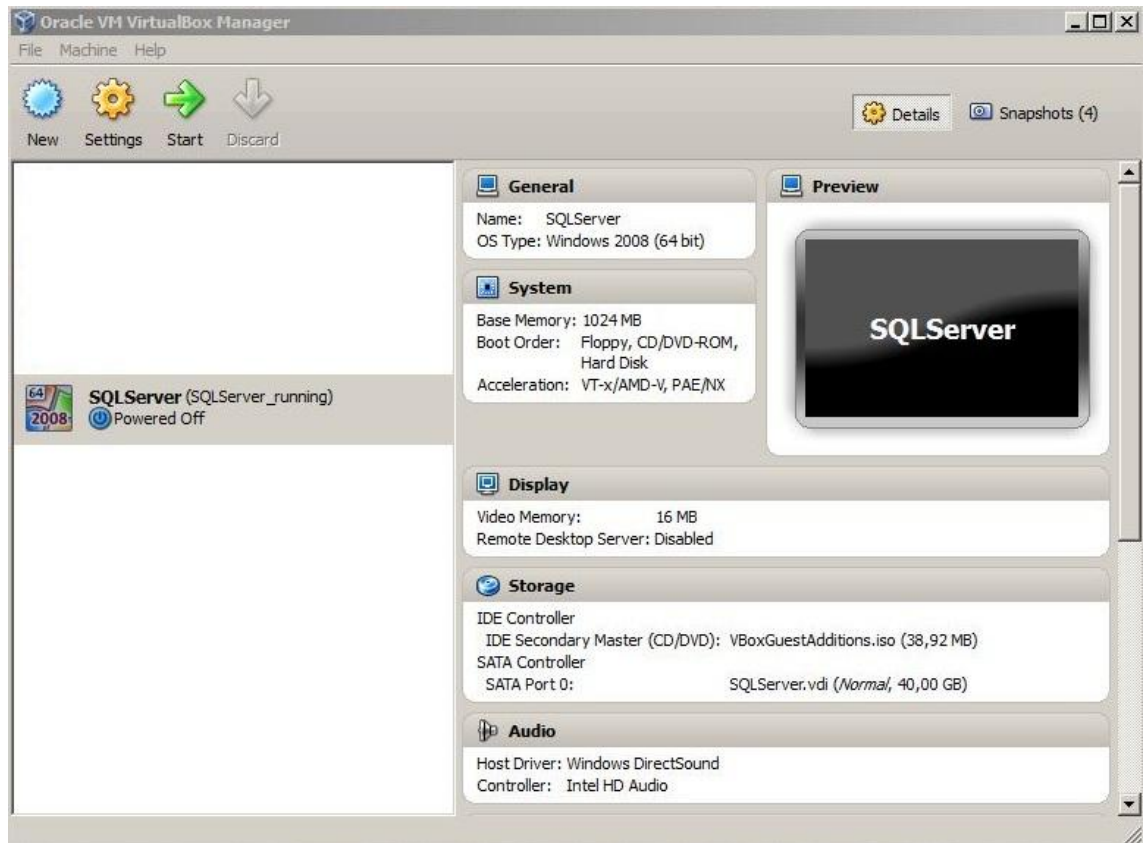 Oracle VM VirtualBox Manager
File Machine Help
New Settings Start Discard
Details Snapshots (4)
64
2008
SQLServer (SQLServer_running)
Powered Off
General
Name: SQLServer
OS Type: Windows 2008 (64 bit)
System
Base Memory: 1024 MB
Boot Order: Floppy, CD/DVD-ROM,
Hard Disk
Acceleration: VT-x/AMD-V, PAE/NX
Preview
SQLServer
Display
Video Memory: 16 MB
Remote Desktop Server: Disabled
Storage
IDE Controller
IDE Secondary Master (CD/DVD): VBoxGuestAdditions.iso (38,92 MB)
SATA Controller
SATA Port 0: SQLServer.vdi (Normal, 40,00 GB)
Audio
Host Driver: Windows DirectSound
Controller: Intel HD Audio